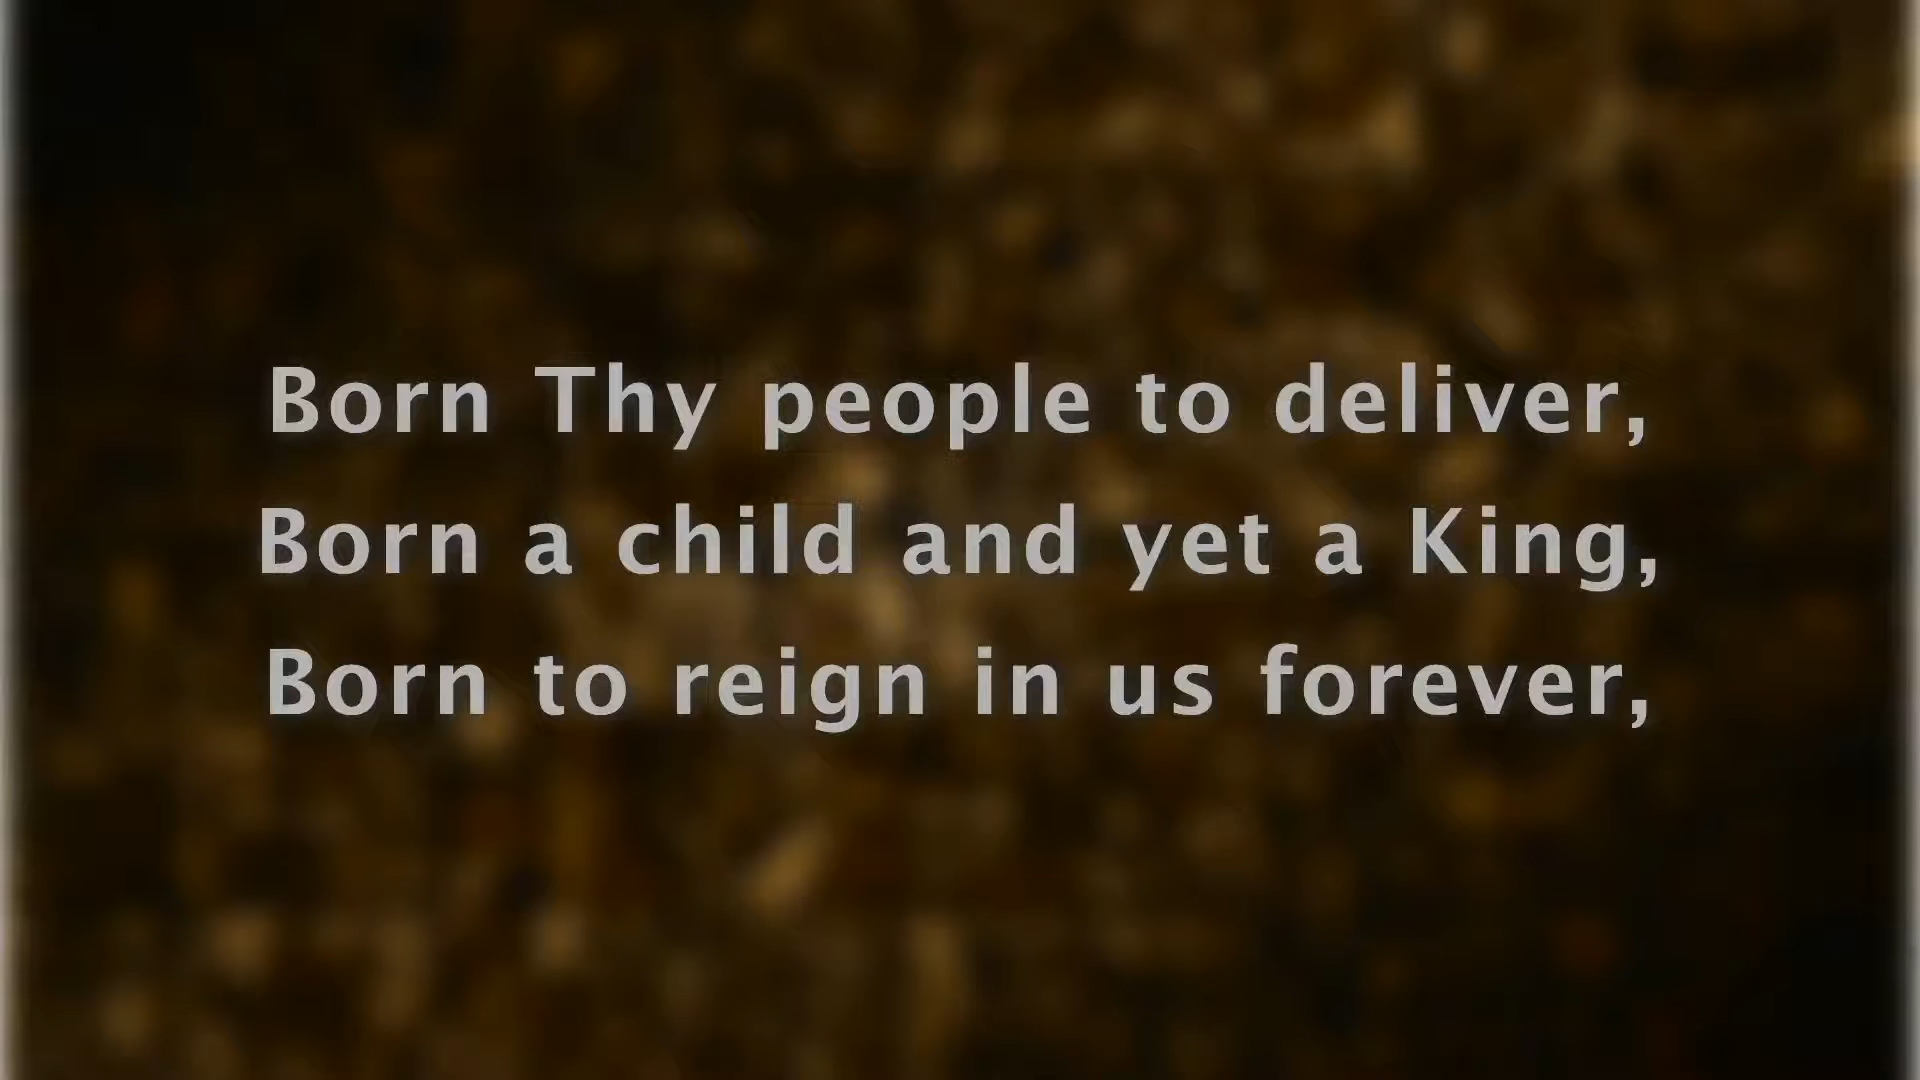 Born Thy people to deliver,
Born a child and yet a King,
Born to reign in us forever,